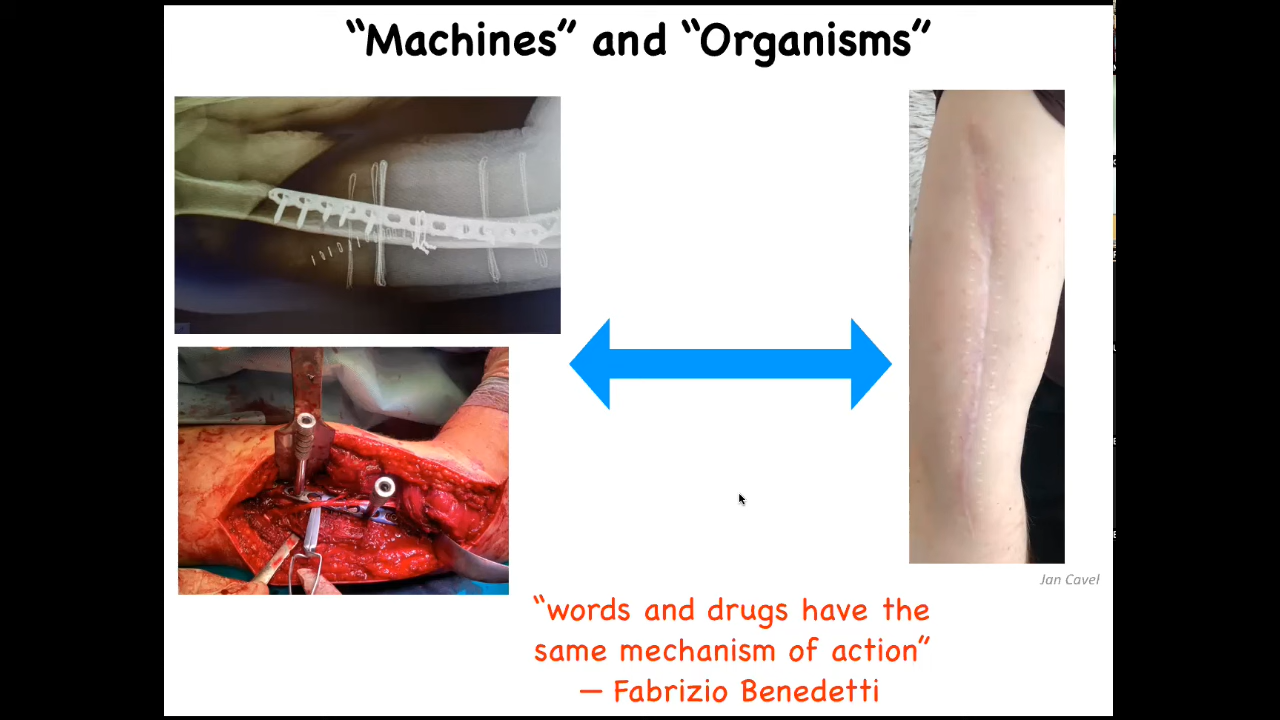 “Machines” and “Organisms”
Jan Cavel
“words and drugs have the
same mechanism of action”
— Fabrizio Benedetti